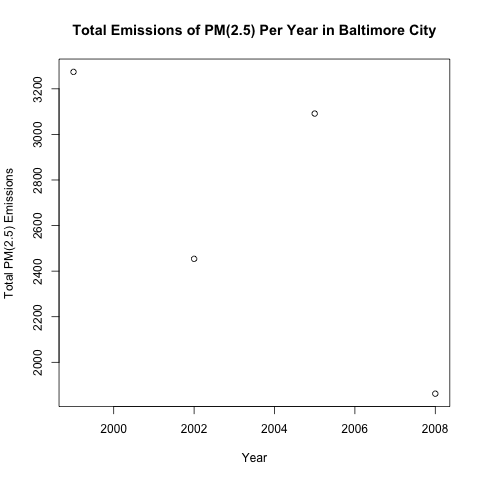 Total Emissions of PM(2.5) Per Year in Baltimore City
Total PM(2.5) Emissions
3200
3000
2800
2600
2400
2200
2000
2000 2002 2004 2006 2008
Year